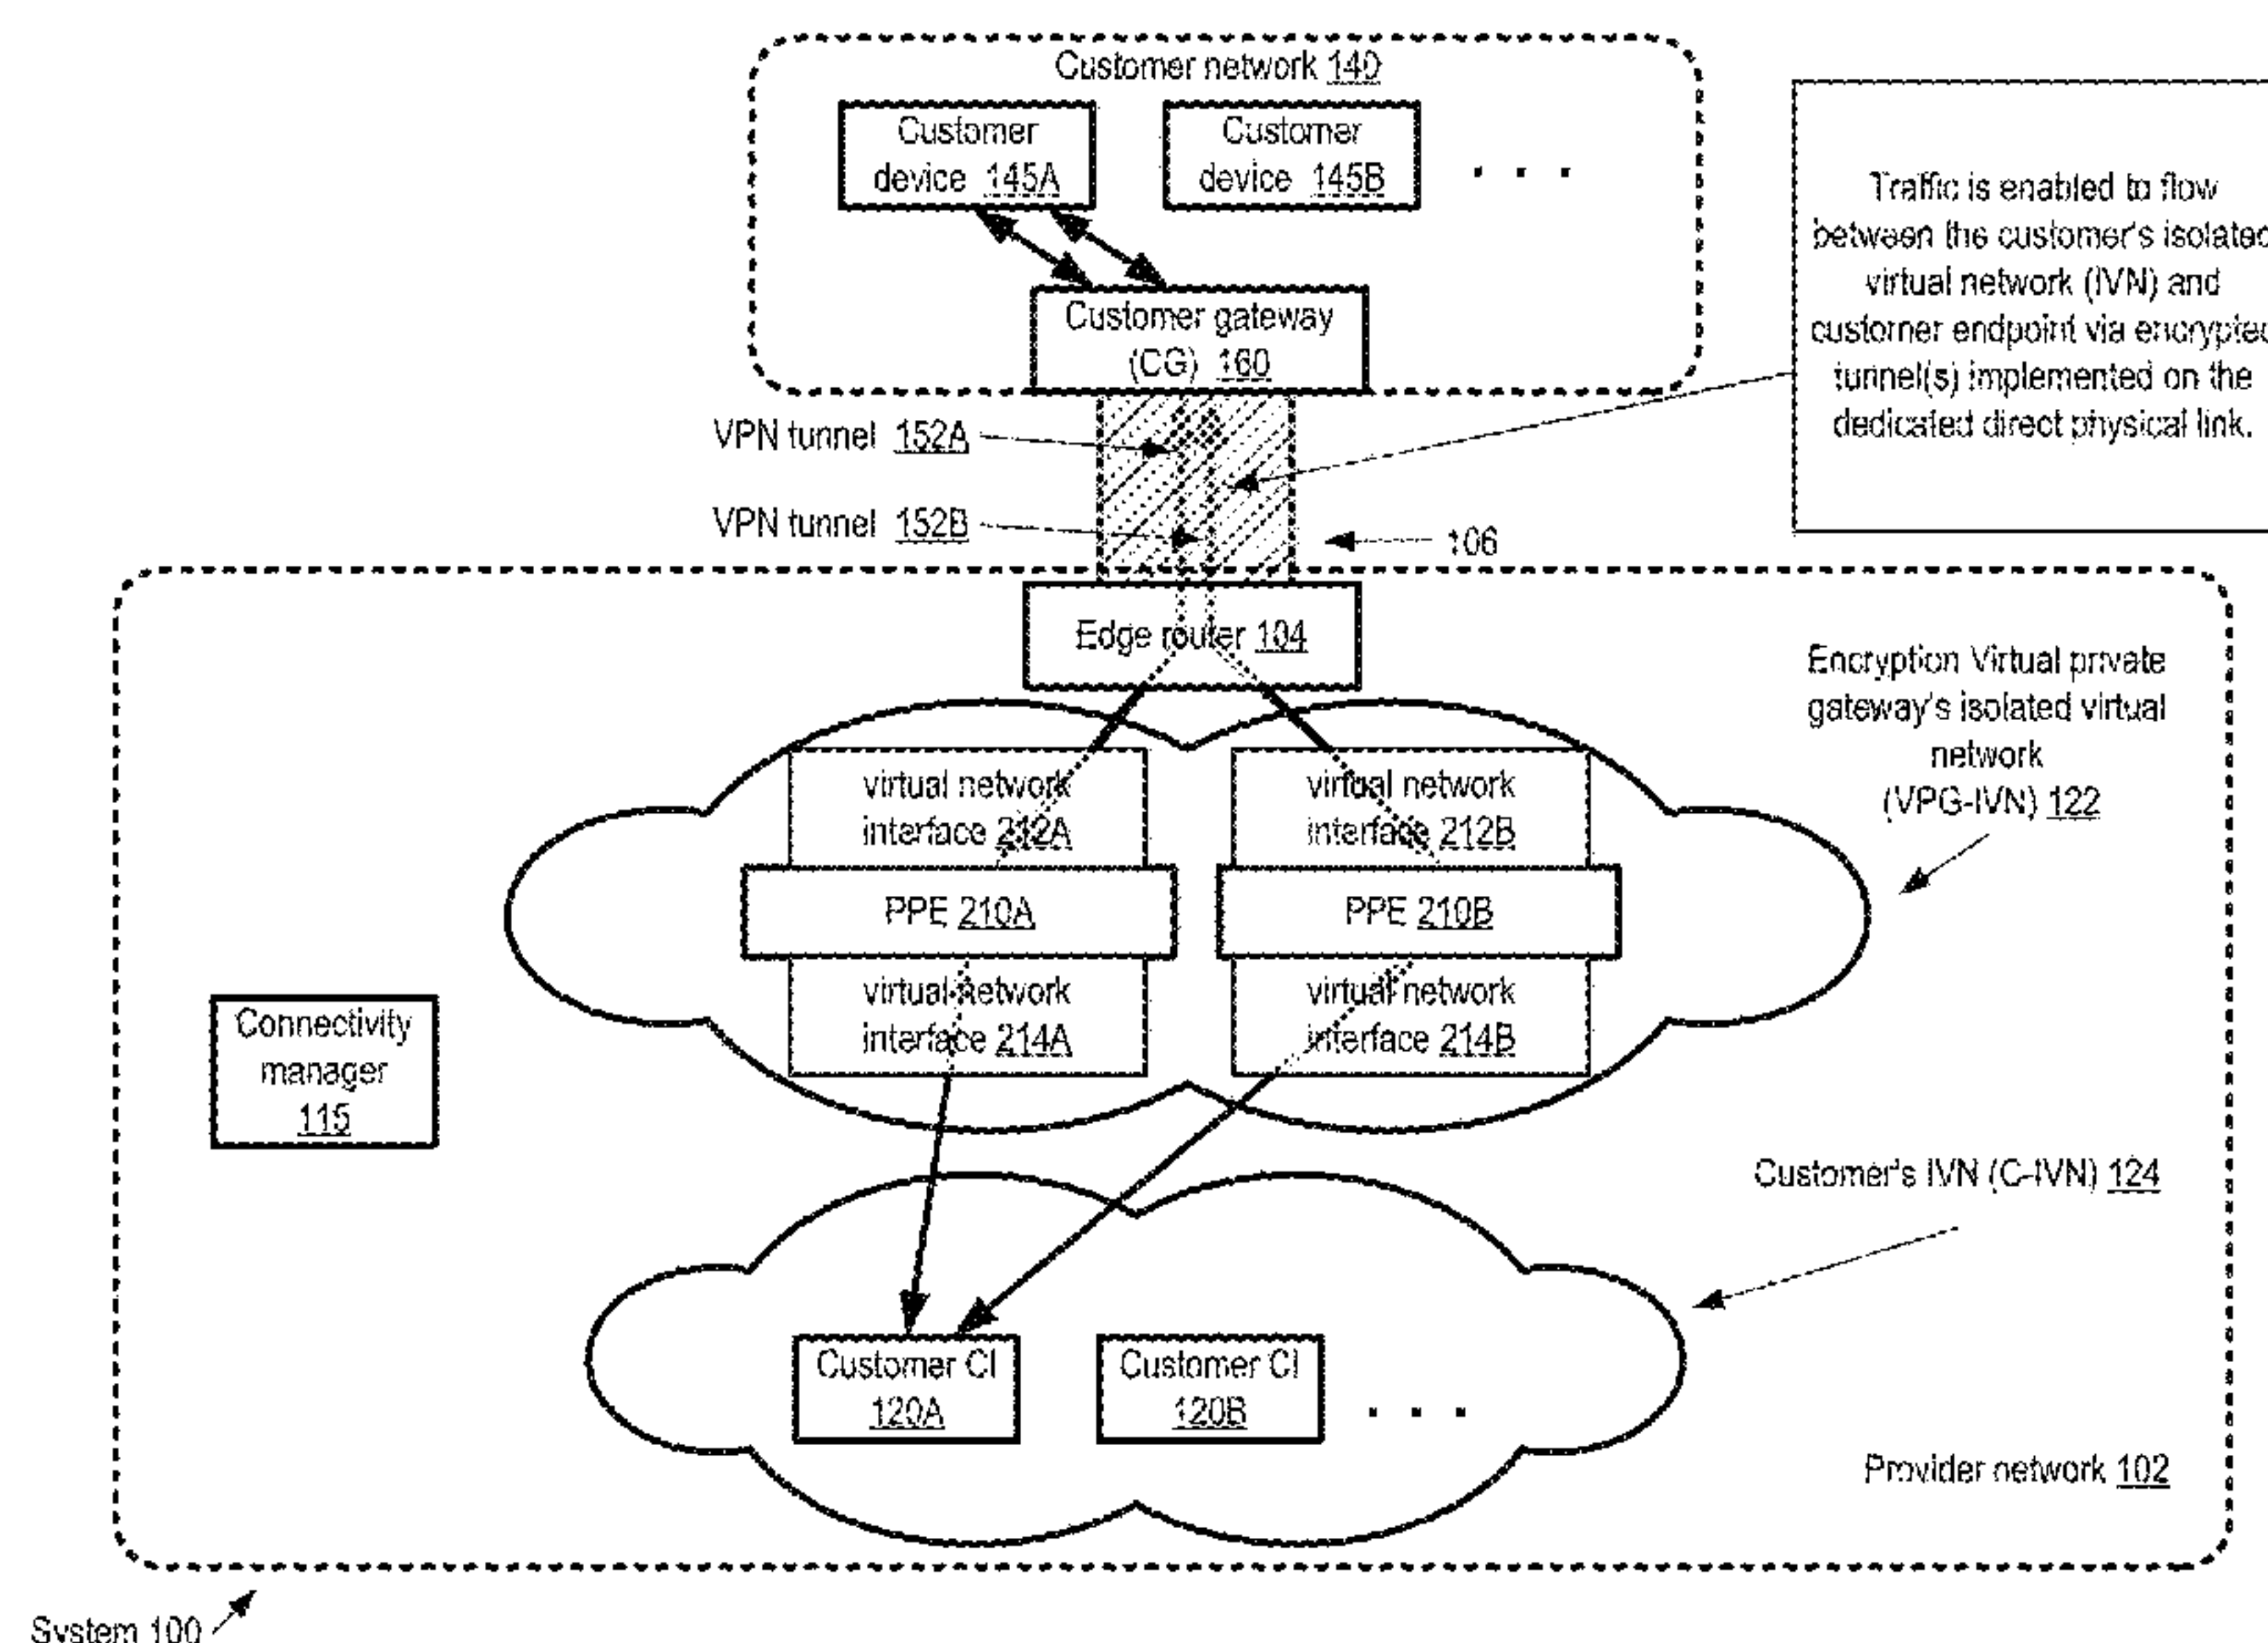 Customer network 140
Customer
device 145A
Customer
device 145B
. . .
Customer gateway
(CG) 160
Traffic is enabled to flow
between the customer's isolated
virtual network (IVN) and
customer endpoint via encrypted
tunnel(s) implemented on the
dedicated direct physical link.
VPN tunnel 152A
VPN tunnel 152B
106
Edge router 104
Encryption Virtual private
gateway's isolated virtual
network
(VPG-IVN) 122
virtual network
interface 212A
virtual network
interface 212B
PPE 210A
PPE 210B
virtual network
interface 214A
virtual network
interface 214B
Connectivity
manager
115
Customer's IVN (C-IVN) 124
Customer CI
120A
Customer CI
120B
. . .
Provider network 102
System 100